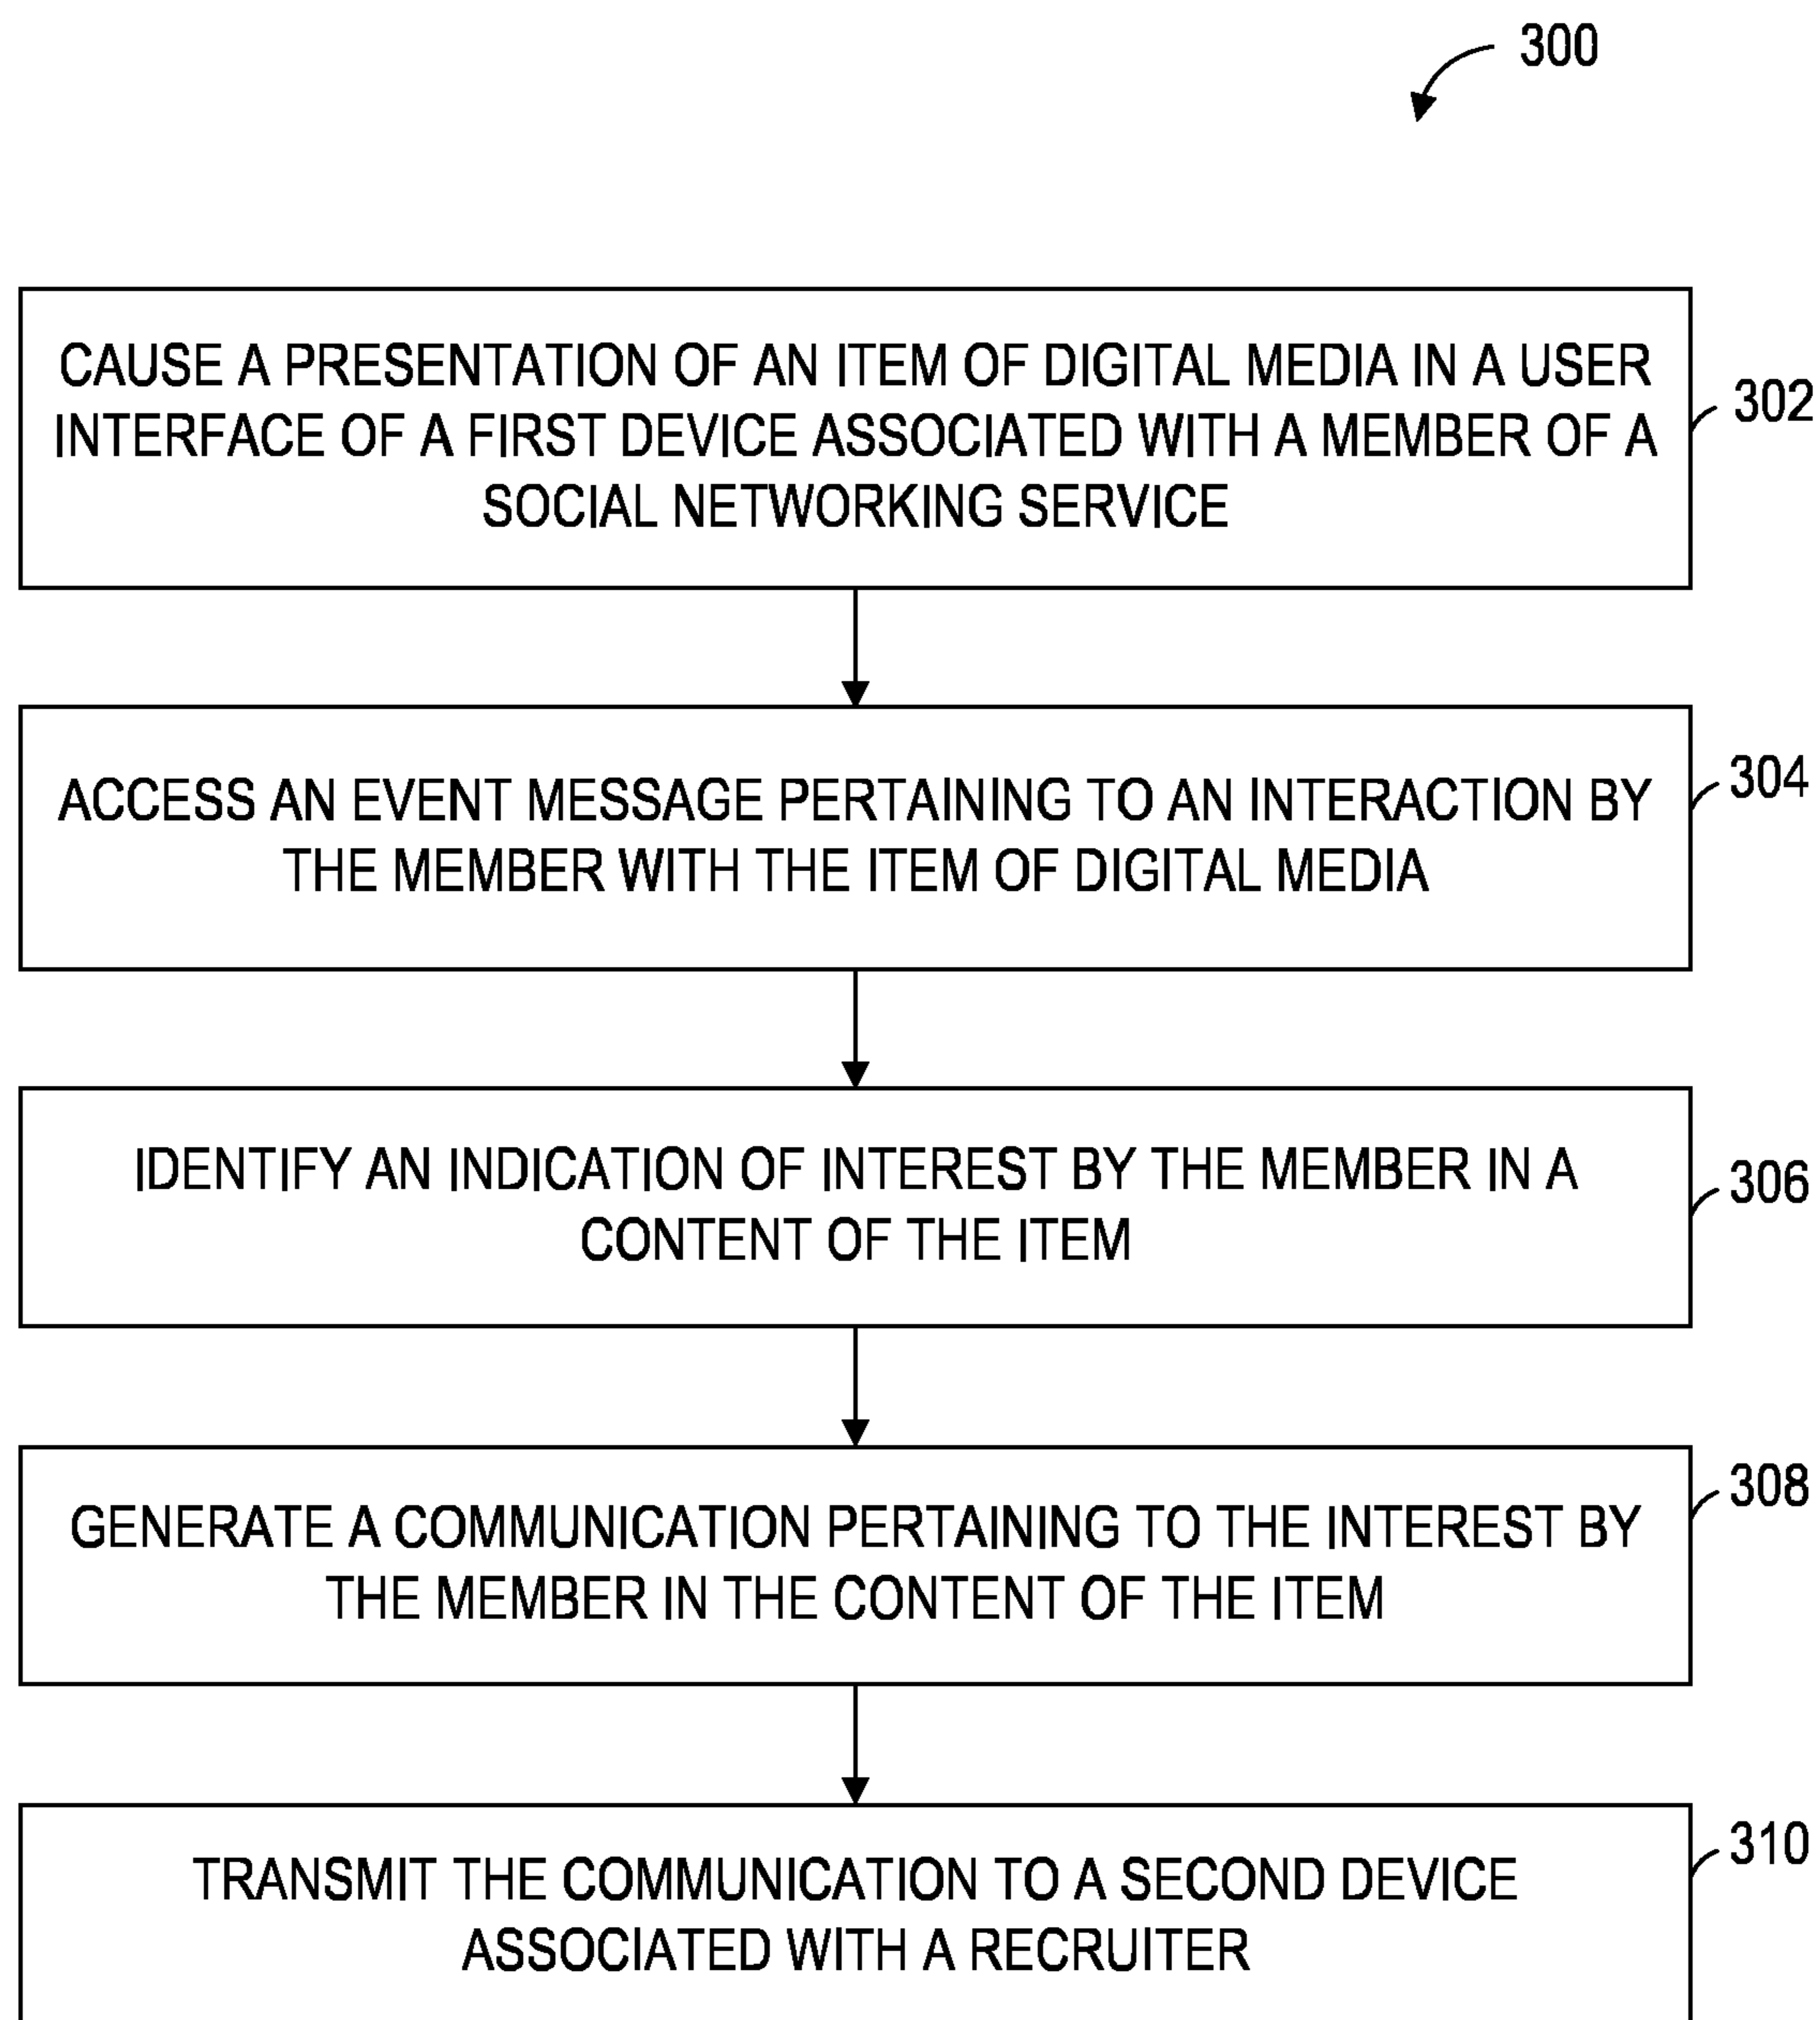 300
CAUSE A PRESENTATION OF AN ITEM OF DIGITAL MEDIA IN A USER
INTERFACE OF A FIRST DEVICE ASSOCIATED WITH A MEMBER OF A
SOCIAL NETWORKING SERVICE
302
ACCESS AN EVENT MESSAGE PERTAINING TO AN INTERACTION BY
THE MEMBER WITH THE ITEM OF DIGITAL MEDIA
304
IDENTIFY AN INDICATION OF INTEREST BY THE MEMBER IN A
CONTENT OF THE ITEM
306
GENERATE A COMMUNICATION PERTAINING TO THE INTEREST BY
THE MEMBER IN THE CONTENT OF THE ITEM
308
TRANSMIT THE COMMUNICATION TO A SECOND DEVICE
ASSOCIATED WITH A RECRUITER
310